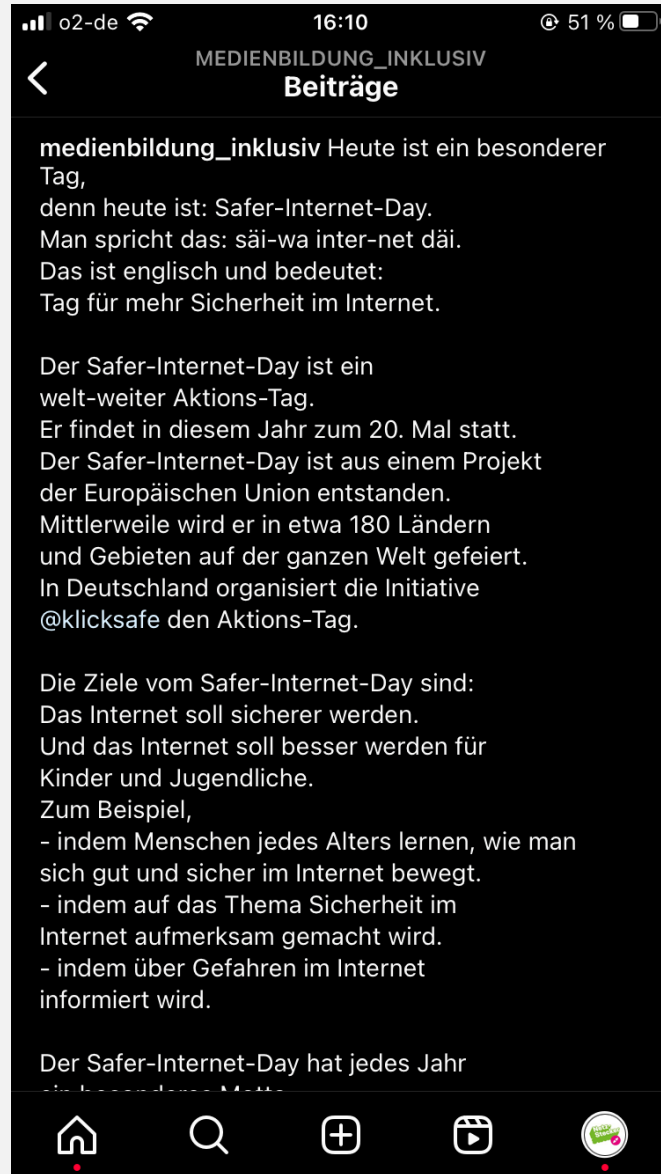 o2-de 16:10 51 %
MEDIENBILDUNG_INKLUSIV
Beiträge
medienbildung_inklusiv Heute ist ein besonderer
Tag,
denn heute ist: Safer-Internet-Day.
Man spricht das: säi-wa inter-net däi.
Das ist englisch und bedeutet:
Tag für mehr Sicherheit im Internet.
Der Safer-Internet-Day ist ein
welt-weiter Aktions-Tag.
Er findet in diesem Jahr zum 20. Mal statt.
Der Safer-Internet-Day ist aus einem Projekt
der Europäischen Union entstanden.
Mittlerweile wird er in etwa 180 Ländern
und Gebieten auf der ganzen Welt gefeiert.
In Deutschland organisiert die Initiative
@klicksafe den Aktions-Tag.
Die Ziele vom Safer-Internet-Day sind:
Das Internet soll sicherer werden.
Und das Internet soll besser werden für
Kinder und Jugendliche.
Zum Beispiel,
- indem Menschen jedes Alters lernen, wie man
sich gut und sicher im Internet bewegt.
- indem auf das Thema Sicherheit im
Internet aufmerksam gemacht wird.
- indem über Gefahren im Internet
informiert wird.
Der Safer-Internet-Day hat jedes Jahr
ein besonderes Motto